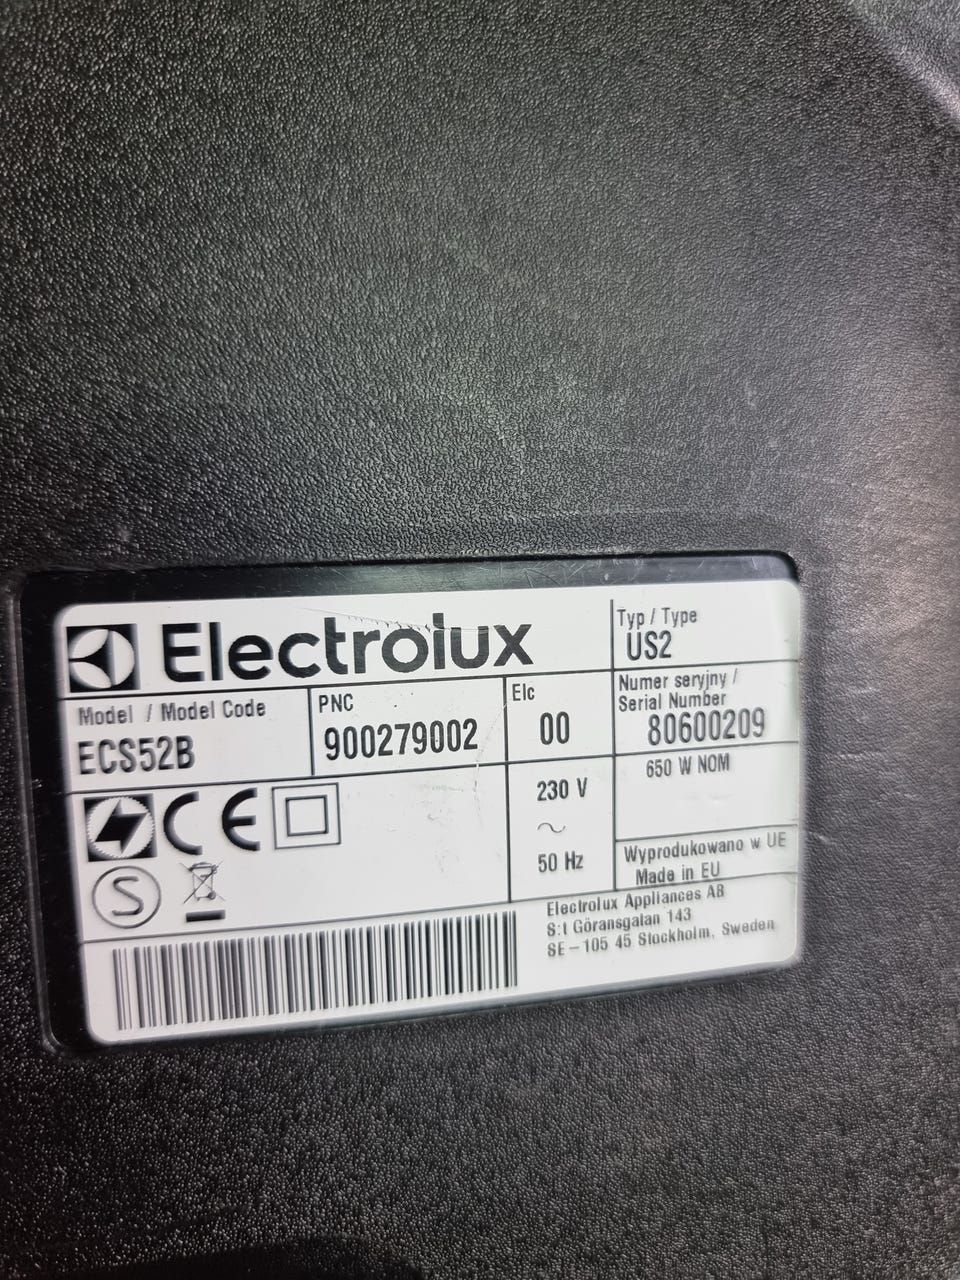 Electrolux
Typ / Type
US2
Model / Model Code
ECS52B
PNC
900279002
Elc
00
Numer seryjny /
Serial Number
80600209
230 V
~
50 Hz
650 W NOM
Wyprodukowano w UE
Made in EU
CE
S
Electrolux Appliances AB
S:t Göransgatan 143
SE-105 45 Stockholm, Sweden